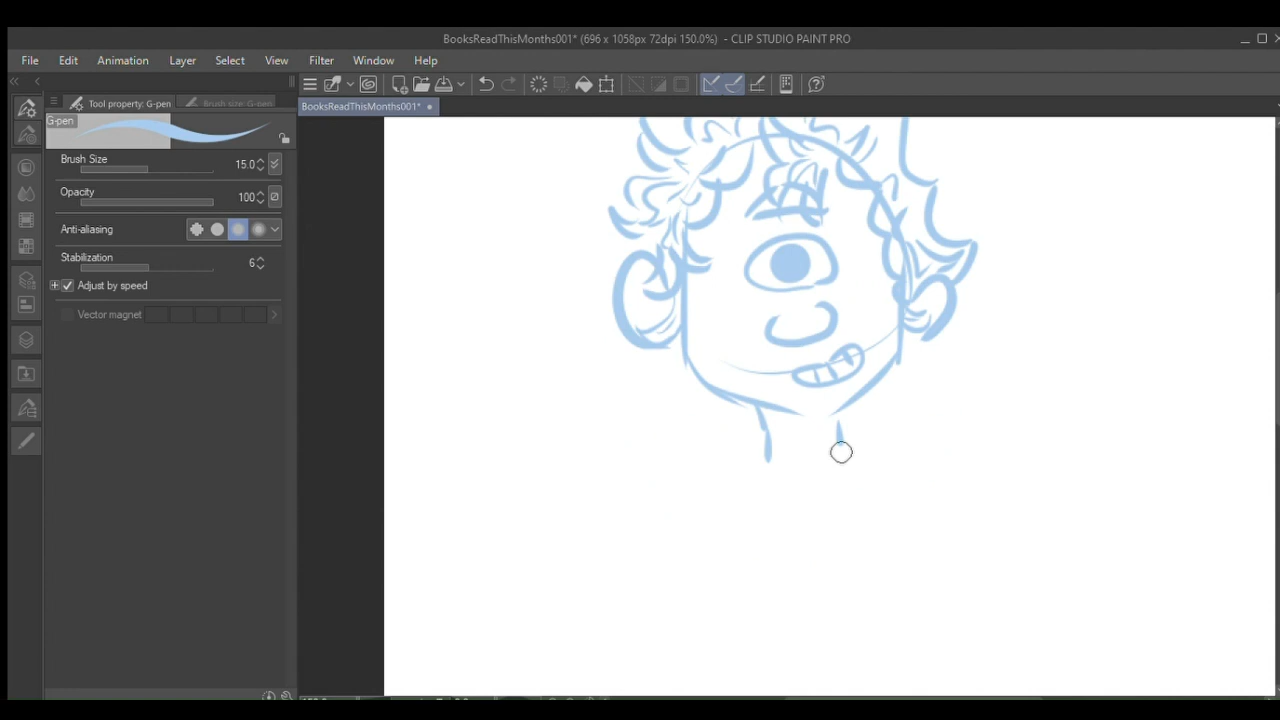 BooksReadThisMonths001* (696 x 1058px 72dpi 150.0%) - CLIP STUDIO PAINT PRO
File Edit Animation Layer Select View Filter Window Help
Tool property: G-pen Brush size: G-pen
BooksReadThisMonths001*
G-pen
Brush Size 15.0
Opacity 100
Anti-aliasing
Stabilization 6
Adjust by speed
Vector magnet